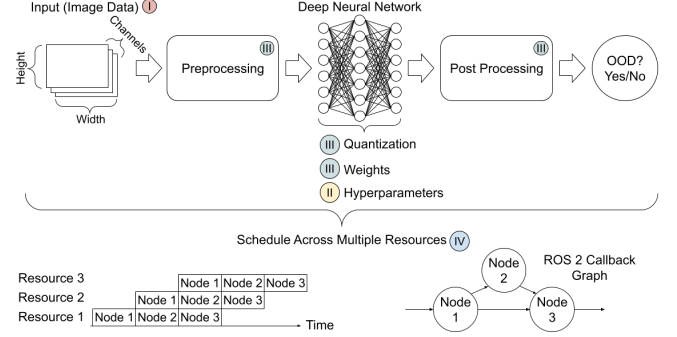 Input (Image Data) I
Deep Neural Network
Channels
Height
Width
Preprocessing III
Post Processing III
OOD?
Yes/No
III Quantization
III Weights
II Hyperparameters
Schedule Across Multiple Resources IV
Resource 3 Node 1 Node 2 Node 3
Resource 2 Node 1 Node 2 Node 3
Resource 1 Node 1 Node 2 Node 3
Time
Node
1
Node
2
Node
3
ROS 2 Callback
Graph